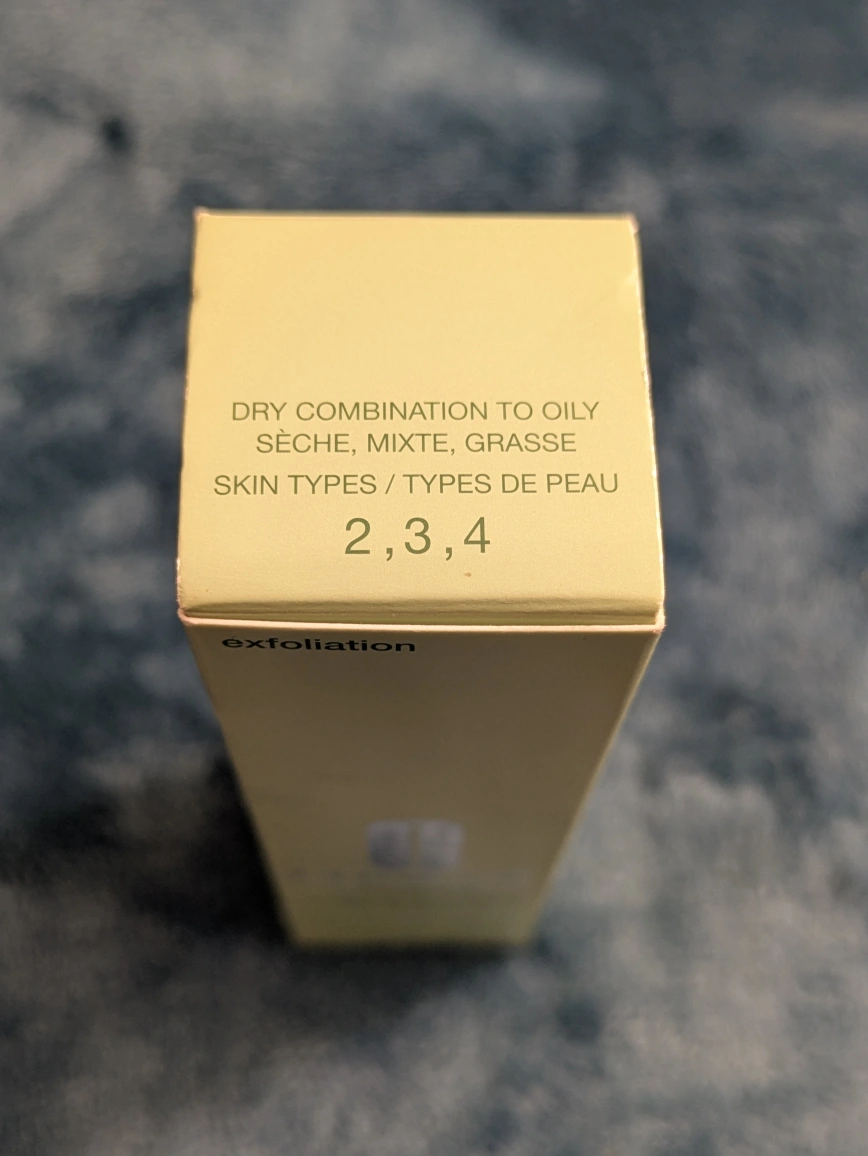 DRY COMBINATION TO OILY
SÈCHE, MIXTE, GRASSE
SKIN TYPES / TYPES DE PEAU
2,3,4
exfoliation